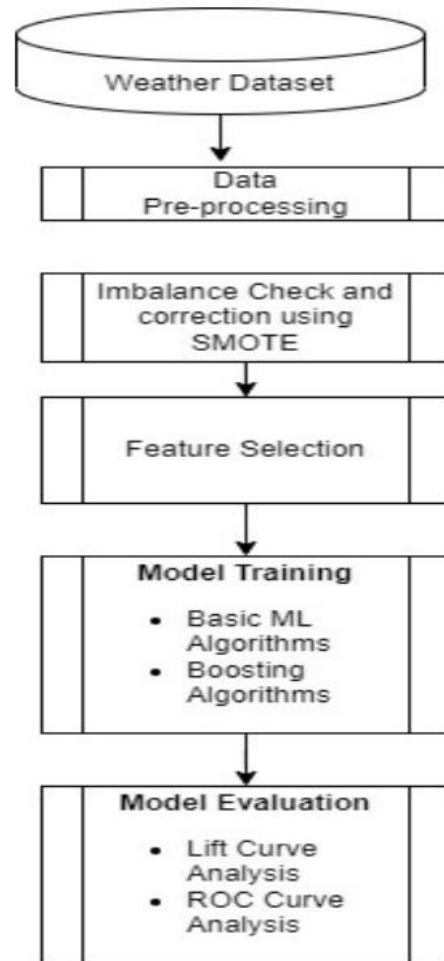 Weather Dataset
Data
Pre-processing
Imbalance Check and
correction using
SMOTE
Feature Selection
Model Training
• Basic ML
Algorithms
• Boosting
Algorithms
Model Evaluation
• Lift Curve
Analysis
• ROC Curve
Analysis